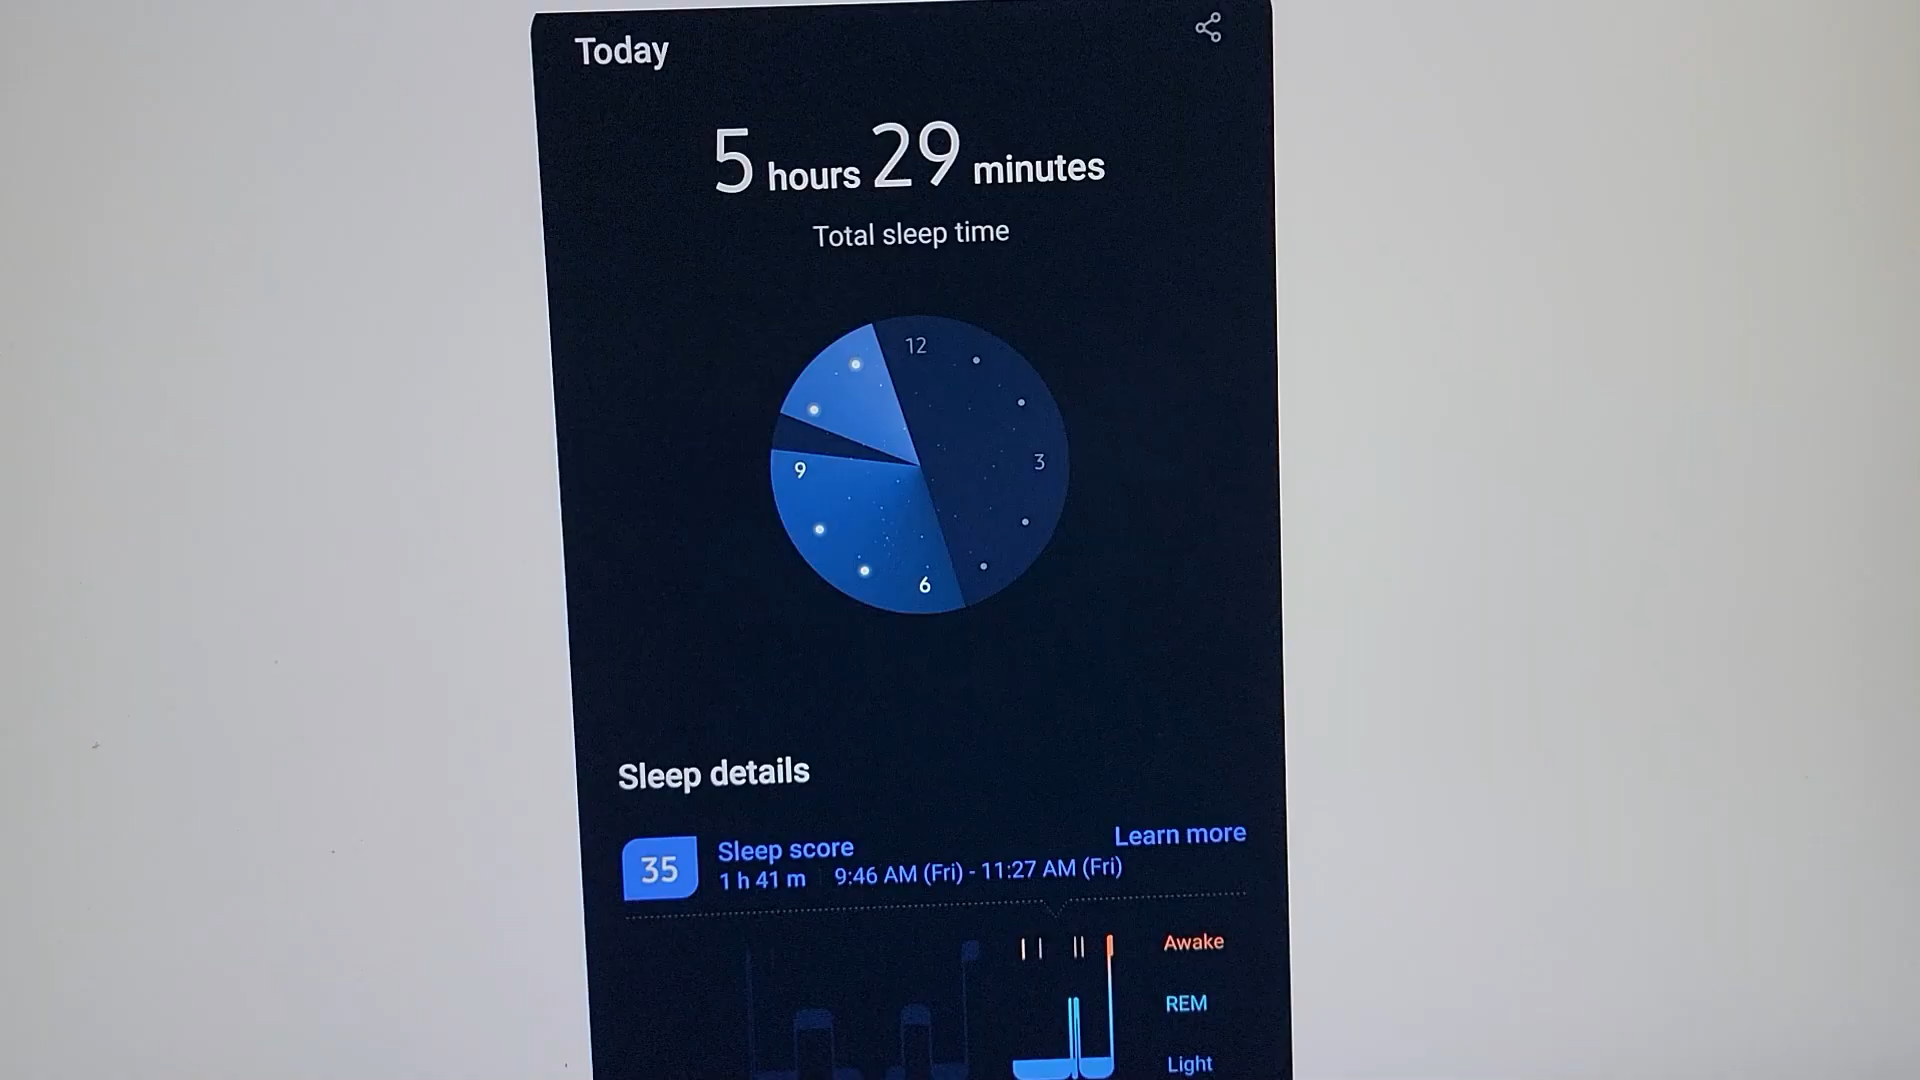 Today
5 hours 29 minutes
Total sleep time
12
3
9
6
Sleep details
35
Sleep score
Learn more
1 h 41 m 9:46 AM (Fri) - 11:27 AM (Fri)
Awake
REM
Light